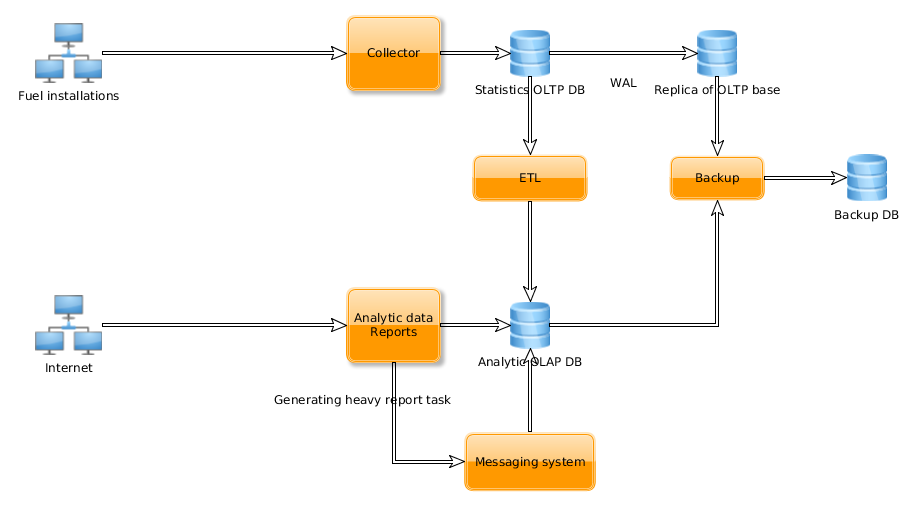 Collector
Fuel installations
Statistics OLTP DB
WAL
Replica of OLTP base
ETL
Backup
Backup DB
Analytic data
Reports
Internet
Analytic OLAP DB
Generating heavy report task
Messaging system